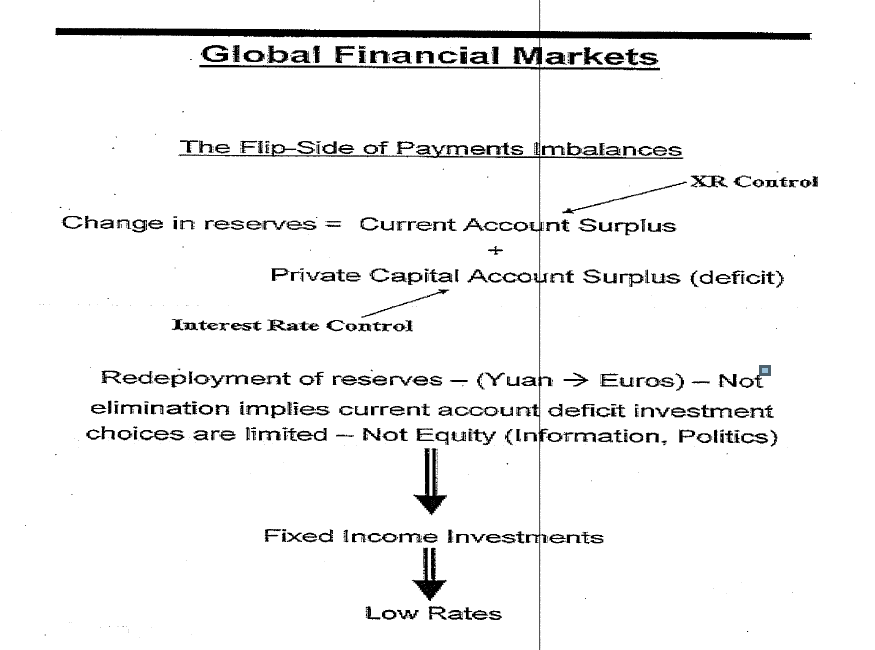 Global Financial Markets
The Flip-Side of Payments Imbalances
XR Control
Change in reserves = Current Account Surplus
+
Private Capital Account Surplus (deficit)
Interest Rate Control
Redeployment of reserves – (Yuan → Euros) – Not
elimination implies current account deficit investment
choices are limited – Not Equity (Information, Politics)
Fixed Income Investments
Low Rates